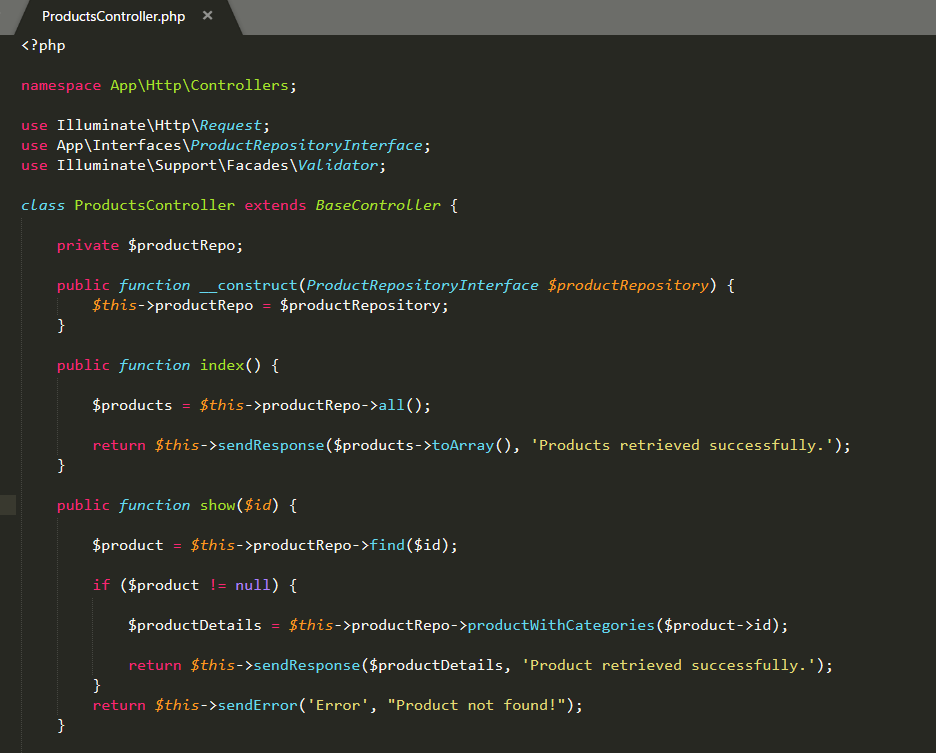 ProductsController.php ×
<?php
namespace App\Http\Controllers;
use Illuminate\Http\Request;
use App\Interfaces\ProductRepositoryInterface;
use Illuminate\Support\Facades\Validator;
class ProductsController extends BaseController {
    private $productRepo;
    public function __construct(ProductRepositoryInterface $productRepository) {
        $this->productRepo = $productRepository;
    }
    public function index() {
        $products = $this->productRepo->all();
        return $this->sendResponse($products->toArray(), 'Products retrieved successfully.');
    }
    public function show($id) {
        $product = $this->productRepo->find($id);
        if ($product != null) {
            $productDetails = $this->productRepo->productWithCategories($product->id);
            return $this->sendResponse($productDetails, 'Product retrieved successfully.');
        }
        return $this->sendError('Error', "Product not found!");
    }